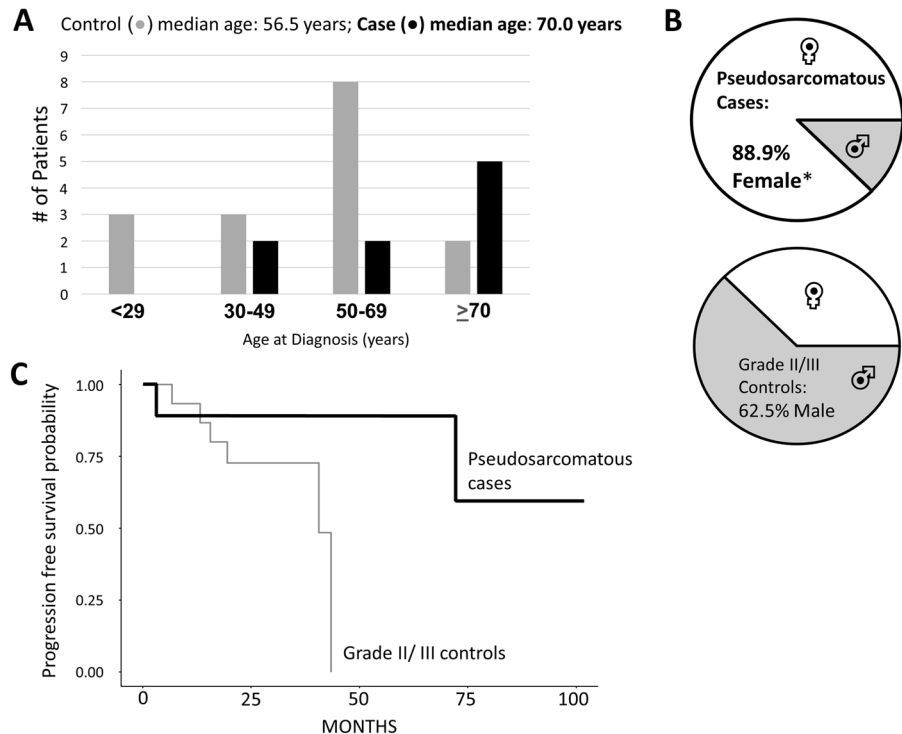 A
Control (●) median age: 56.5 years; Case (●) median age: 70.0 years
# of Patients
9
8
7
6
5
4
3
2
1
0
<29
30-49
50-69
≥70
Age at Diagnosis (years)
B
Pseudosarcomatous
Cases:
88.9%
Female*
Grade II/III
Controls:
62.5% Male
C
Progression free survival probability
1.00
0.75
0.50
0.25
0.00
Pseudosarcomatous
cases
Grade II/ III controls
0
25
50
75
100
MONTHS